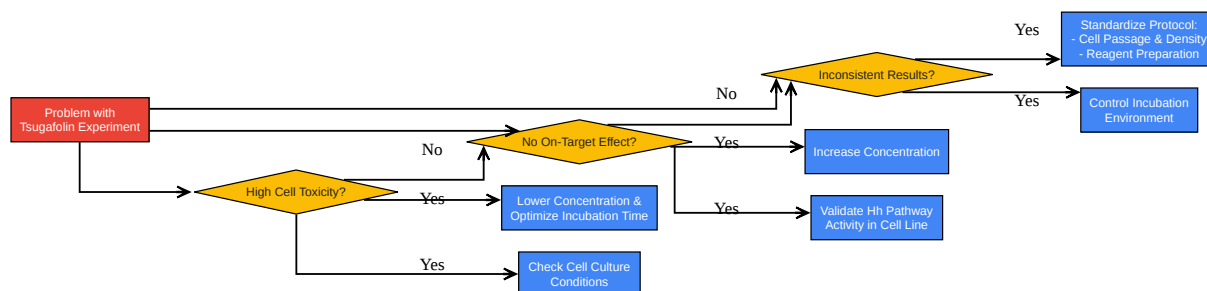 Yes
Standardize Protocol:
- Cell Passage & Density
- Reagent Preparation
Inconsistent Results?
No
Yes
Control Incubation
Environment
Problem with
Tsugafolin Experiment
No On-Target Effect?
No
Yes
Increase Concentration
High Cell Toxicity?
Yes
Lower Concentration &
Optimize Incubation Time
Yes
Validate Hh Pathway
Activity in Cell Line
Yes
Check Cell Culture
Conditions